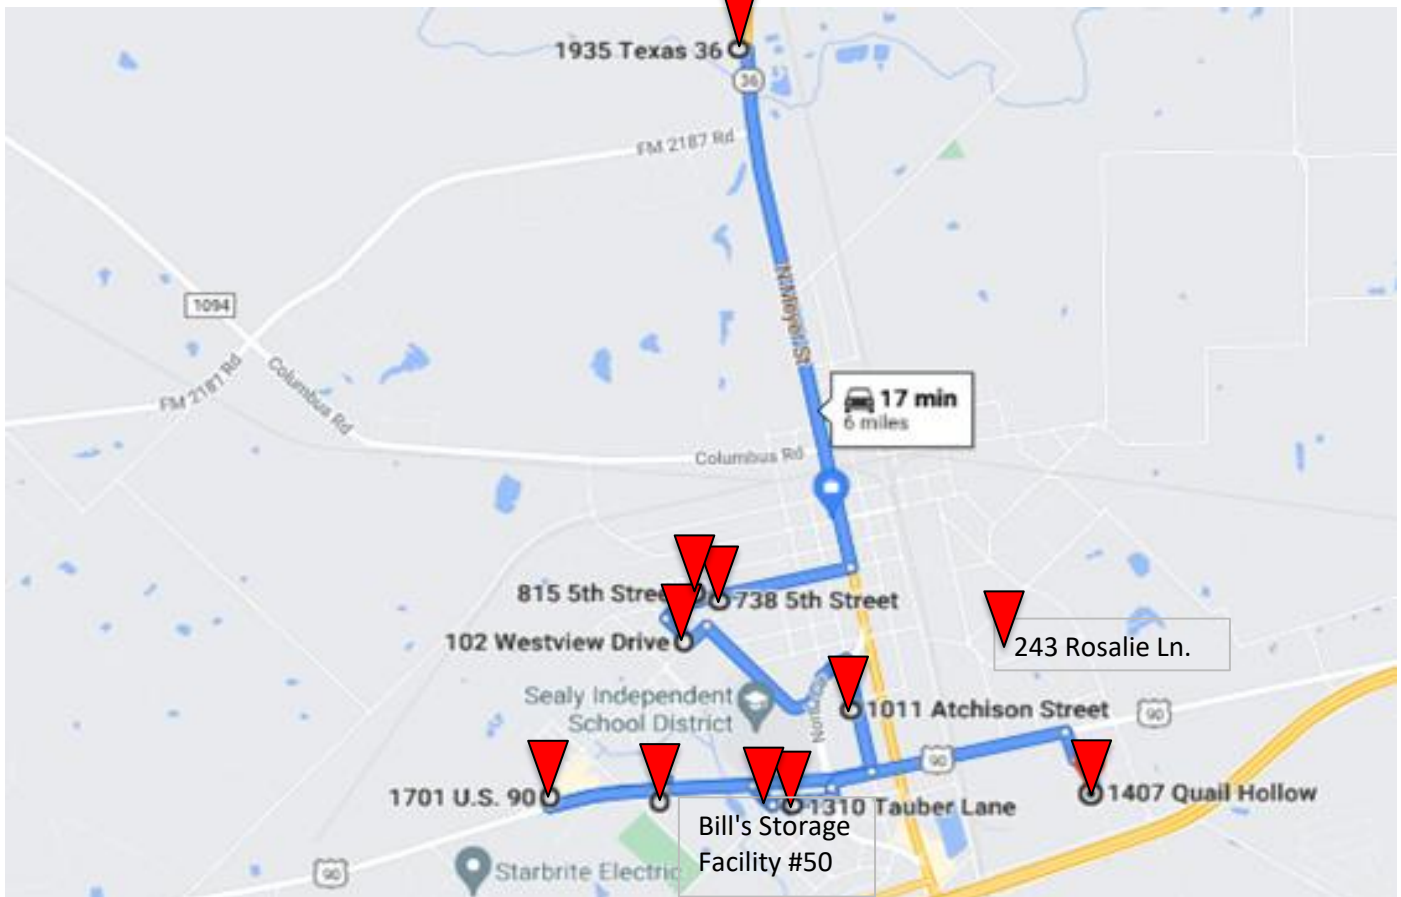 1935 Texas 36
36
FM 2187 Rd
1094
FM 2187 Rd
Columbus Rd
N Meyer St
17 min
6 miles
Columbus Rd
815 5th Stree
738 5th Street
102 Westview Drive
243 Rosalie Ln.
Sealy Independent
School District
1011 Atchison Street
90
90
1701 U.S. 90
1310 Tauber Lane
1407 Quail Hollow
Bill's Storage
Facility #50
90
Starbrite Electric